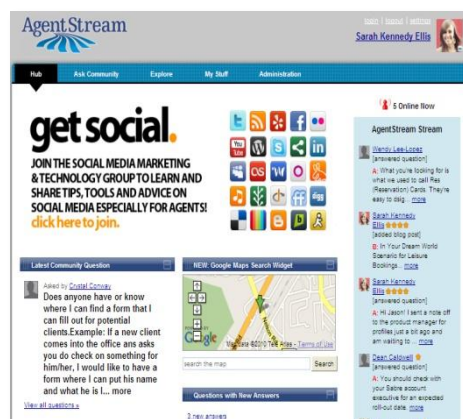 AgentStream
login | logout | settings
Sarah Kennedy Ellis
Hub
Ask Community
Explore
My Stuff
Administration
get social.
JOIN THE SOCIAL MEDIA MARKETING
& TECHNOLOGY GROUP TO LEARN AND
SHARE TIPS, TOOLS AND ADVICE ON
SOCIAL MEDIA ESPECIALLY FOR AGENTS!
click here to join.
You
Tube
in
digg
5 Online Now
AgentStream Stream
Wendy Lee-Lopez
[answered question]
A: What you're looking for is
what we used to call Res
(Reservation) Cards. They're
easy to dsig... more
Sarah Kennedy
Ellis
[added blog post]
B: In Your Dream World
Scenario for Leisure
Bookings... more
Sarah Kennedy
Ellis
[answered question]
A: Hi Jason! I sent a note off
to the product manager for
profiles just a bit ago and
am waiting to ... more
Dean Caldwell
[answered question]
A: You should check with
your Sabre account
executive for an expected
roll-out date. more
Latest Community Question
Asked by Crystal Conway
Does anyone have or know
where I can find a form that I
can fill out for potential
clients.Example: If a new client
comes into the office ans asks
you do check on something for
him/her, I would like to have a
form where I can put his name
and what he is l... more
View all questions »
NEW: Google Maps Search Widget
Google
Map data ©2010 Tele Atlas - Terms of Use
search the map
Search
Questions with New Answers
3 new answers